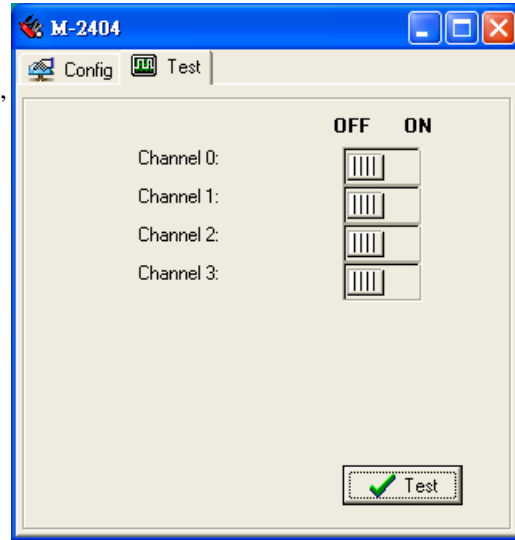 M-2404
Config Test
,
OFF ON
Channel 0:
Channel 1:
Channel 2:
Channel 3:
Test